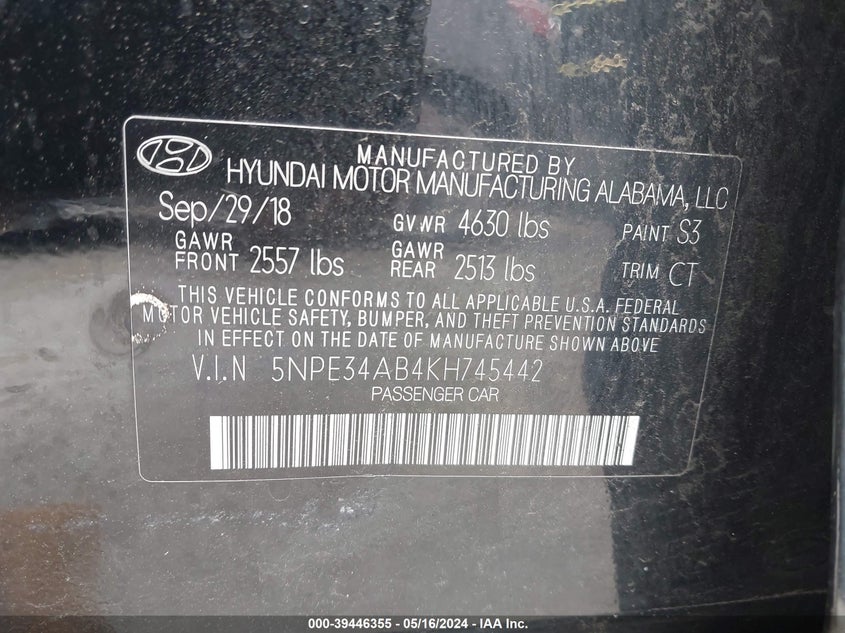 MANUFACTURED BY
HYUNDAI MOTOR MANUFACTURING ALABAMA, LLC
Sep/29/18 GVWR 4630 lbs PAINT S3
GAWR FRONT 2557 lbs GAWR REAR 2513 lbs TRIM CT
THIS VEHICLE CONFORMS TO ALL APPLICABLE U.S.A. FEDERAL
MOTOR VEHICLE SAFETY, BUMPER, AND THEFT PREVENTION STANDARDS
IN EFFECT ON THE DATE OF MANUFACTURE SHOWN ABOVE
V.I.N 5NPE34AB4KH745442
PASSENGER CAR
000-39446355 - 05/16/2024 - IAA Inc.